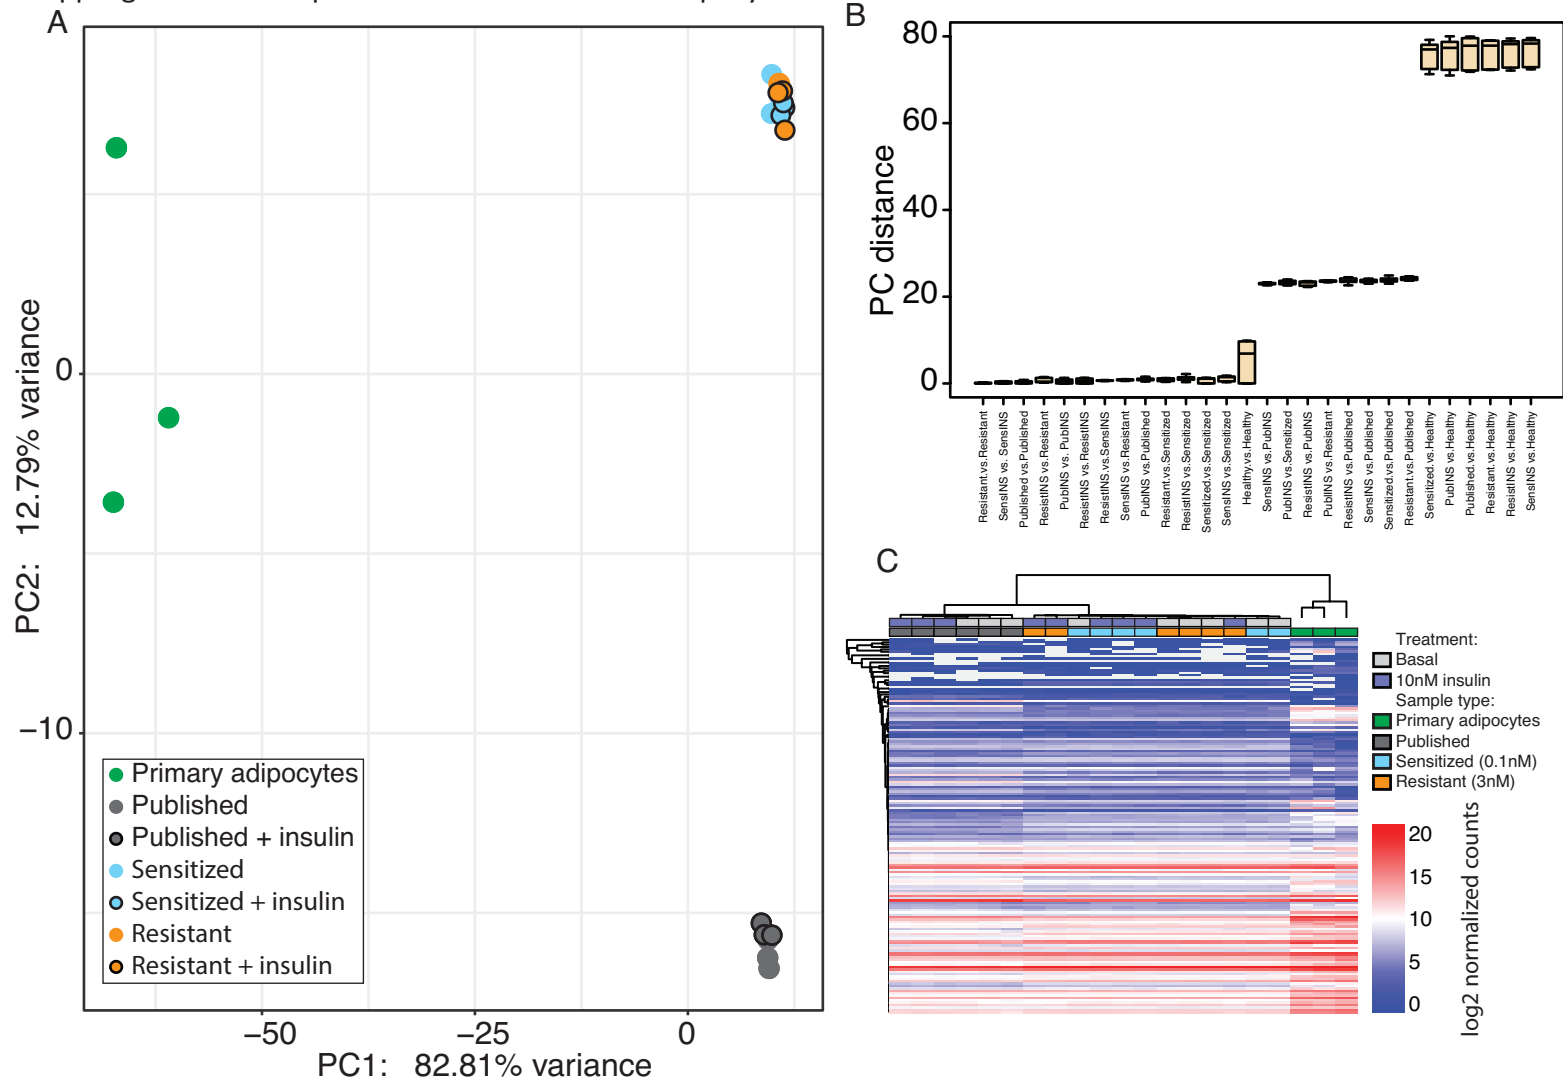 A
PC2: 12.79% variance
0
−10
Primary adipocytes
Published
Published + insulin
Sensitized
Sensitized + insulin
Resistant
Resistant + insulin
−50
−25
0
PC1: 82.81% variance
B
PC distance
80
60
40
20
0
Resistant.vs.Resistant
SensINS vs. SensINS
Published vs.Published
ResistINS vs.Resistant
PubINS vs. PubINS
ResistINS vs.ResistINS
ResistINS.vs.SensINS
SensINS vs.Resistant
PubINS vs.Published
Resistant.vs.Sensitized
ResistINS vs.Sensitized
Sensitized.vs.Sensitized
SensINS vs.Sensitized
Healthy.vs.Healthy
SensINS vs.PubINS
PubINS vs.Sensitized
ResistINS vs.PubINS
PubINS vs.Resistant
ResistINS vs.Published
SensINS vs.Published
Sensitized.vs.Published
Resistant.vs.Published
Sensitized.vs.Healthy
PubINS vs.Healthy
Published.vs.Healthy
Resistant.vs.Healthy
ResistINS vs.Healthy
SensINS vs.Healthy
C
Treatment:
Basal
10nM insulin
Sample type:
Primary adipocytes
Published
Sensitized (0.1nM)
Resistant (3nM)
20
15
10
5
0
log2 normalized counts